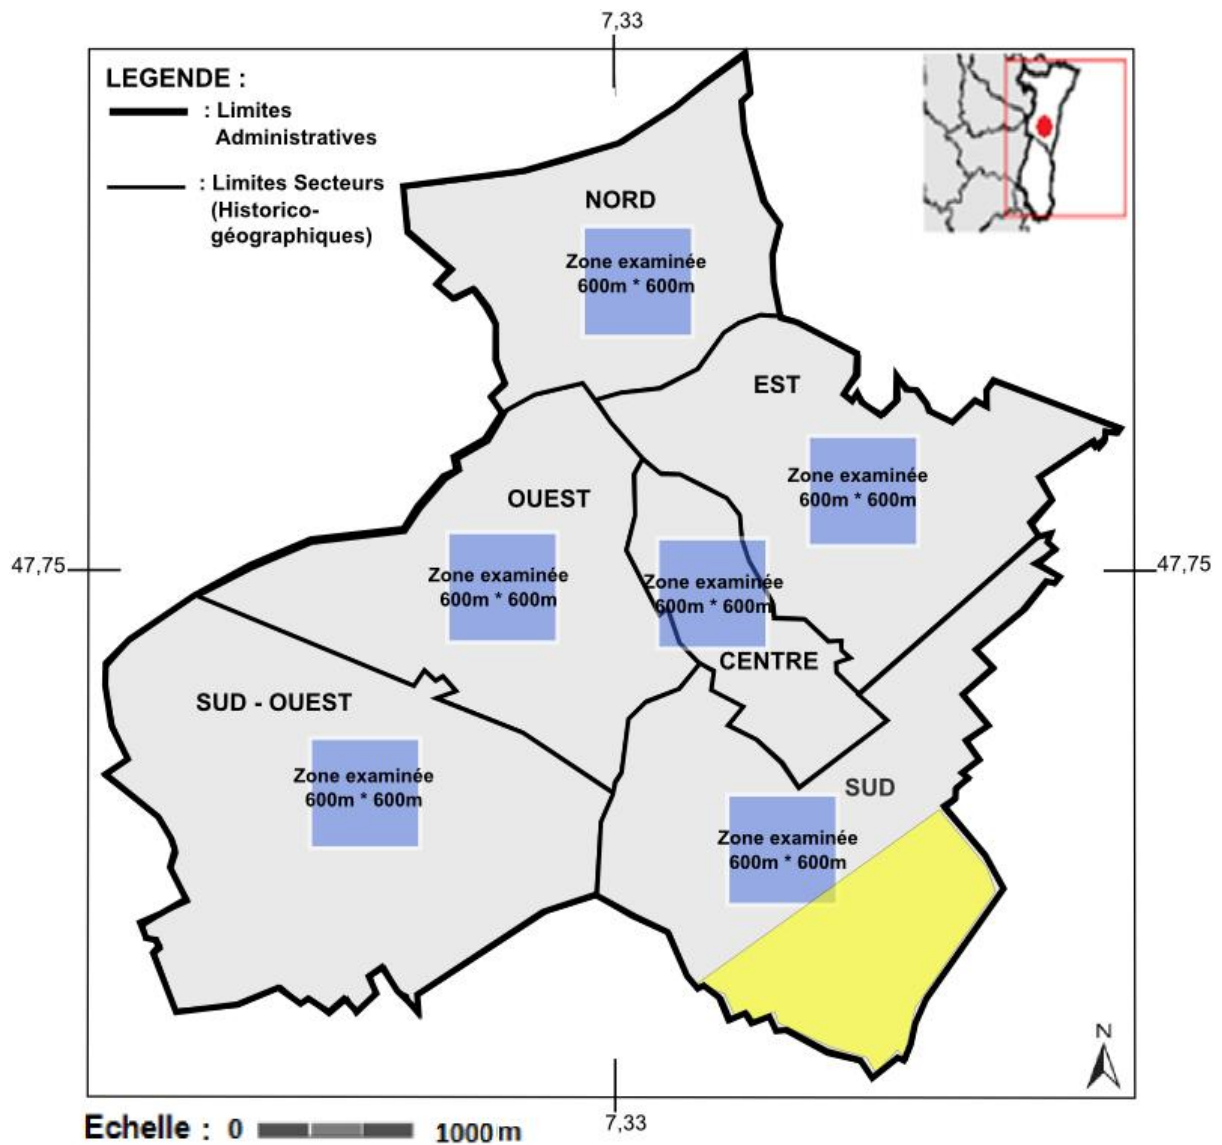 7,33
LEGENDE :
: Limites
Administratives
: Limites Secteurs
(Historico-
géographiques)
NORD
Zone examinée
600m * 600m
EST
Zone examinée
600m * 600m
OUEST
Zone examinée
600m * 600m
47,75
47,75
Zone examinée
600m * 600m
CENTRE
SUD - OUEST
Zone examinée
600m * 600m
SUD
Zone examinée
600m * 600m
N
7,33
Echelle : 0 1000 m